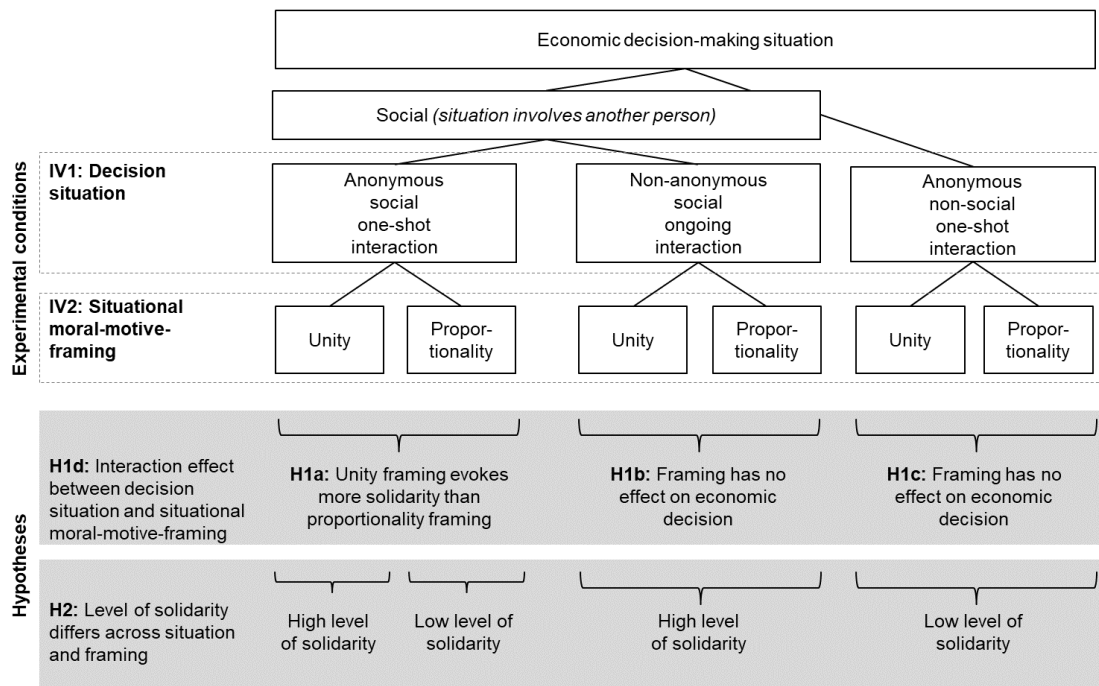 Economic decision-making situation
Social (situation involves another person)
Experimental conditions
IV1: Decision
situation
Anonymous
social
one-shot
interaction
Non-anonymous
social
ongoing
interaction
Anonymous
non-social
one-shot
interaction
IV2: Situational
moral-motive-
framing
Unity
Propor-
tionality
Unity
Propor-
tionality
Unity
Propor-
tionality
Hypotheses
H1d: Interaction effect
between decision
situation and situational
moral-motive-framing
H1a: Unity framing evokes
more solidarity than
proportionality framing
H1b: Framing has no
effect on economic
decision
H1c: Framing has no
effect on economic
decision
H2: Level of solidarity
differs across situation
and framing
High level
of solidarity
Low level of
solidarity
High level
of solidarity
Low level of
solidarity